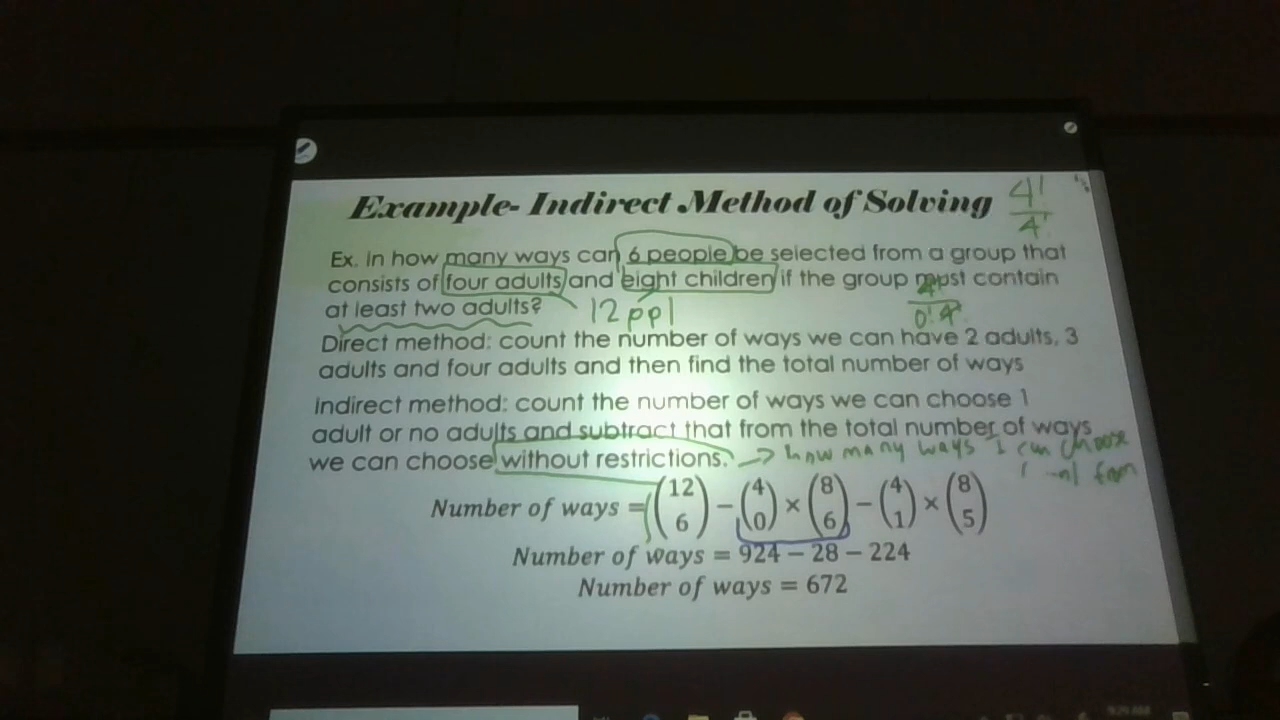 Example- Indirect Method of Solving
4!
4!
Ex. In how many ways can 6 people be selected from a group that
consists of four adults and eight children if the group must contain
at least two adults?
12 ppl
0! 4!
Direct method: count the number of ways we can have 2 adults, 3
adults and four adults and then find the total number of ways
Indirect method: count the number of ways we can choose 1
adult or no adults and subtract that from the total number of ways
we can choose without restrictions. → how many ways I can choose
Number of ways = (12 6) − (4 0) × (8 6) − (4 1) × (8 5)
Number of ways = 924 − 28 − 224
Number of ways = 672